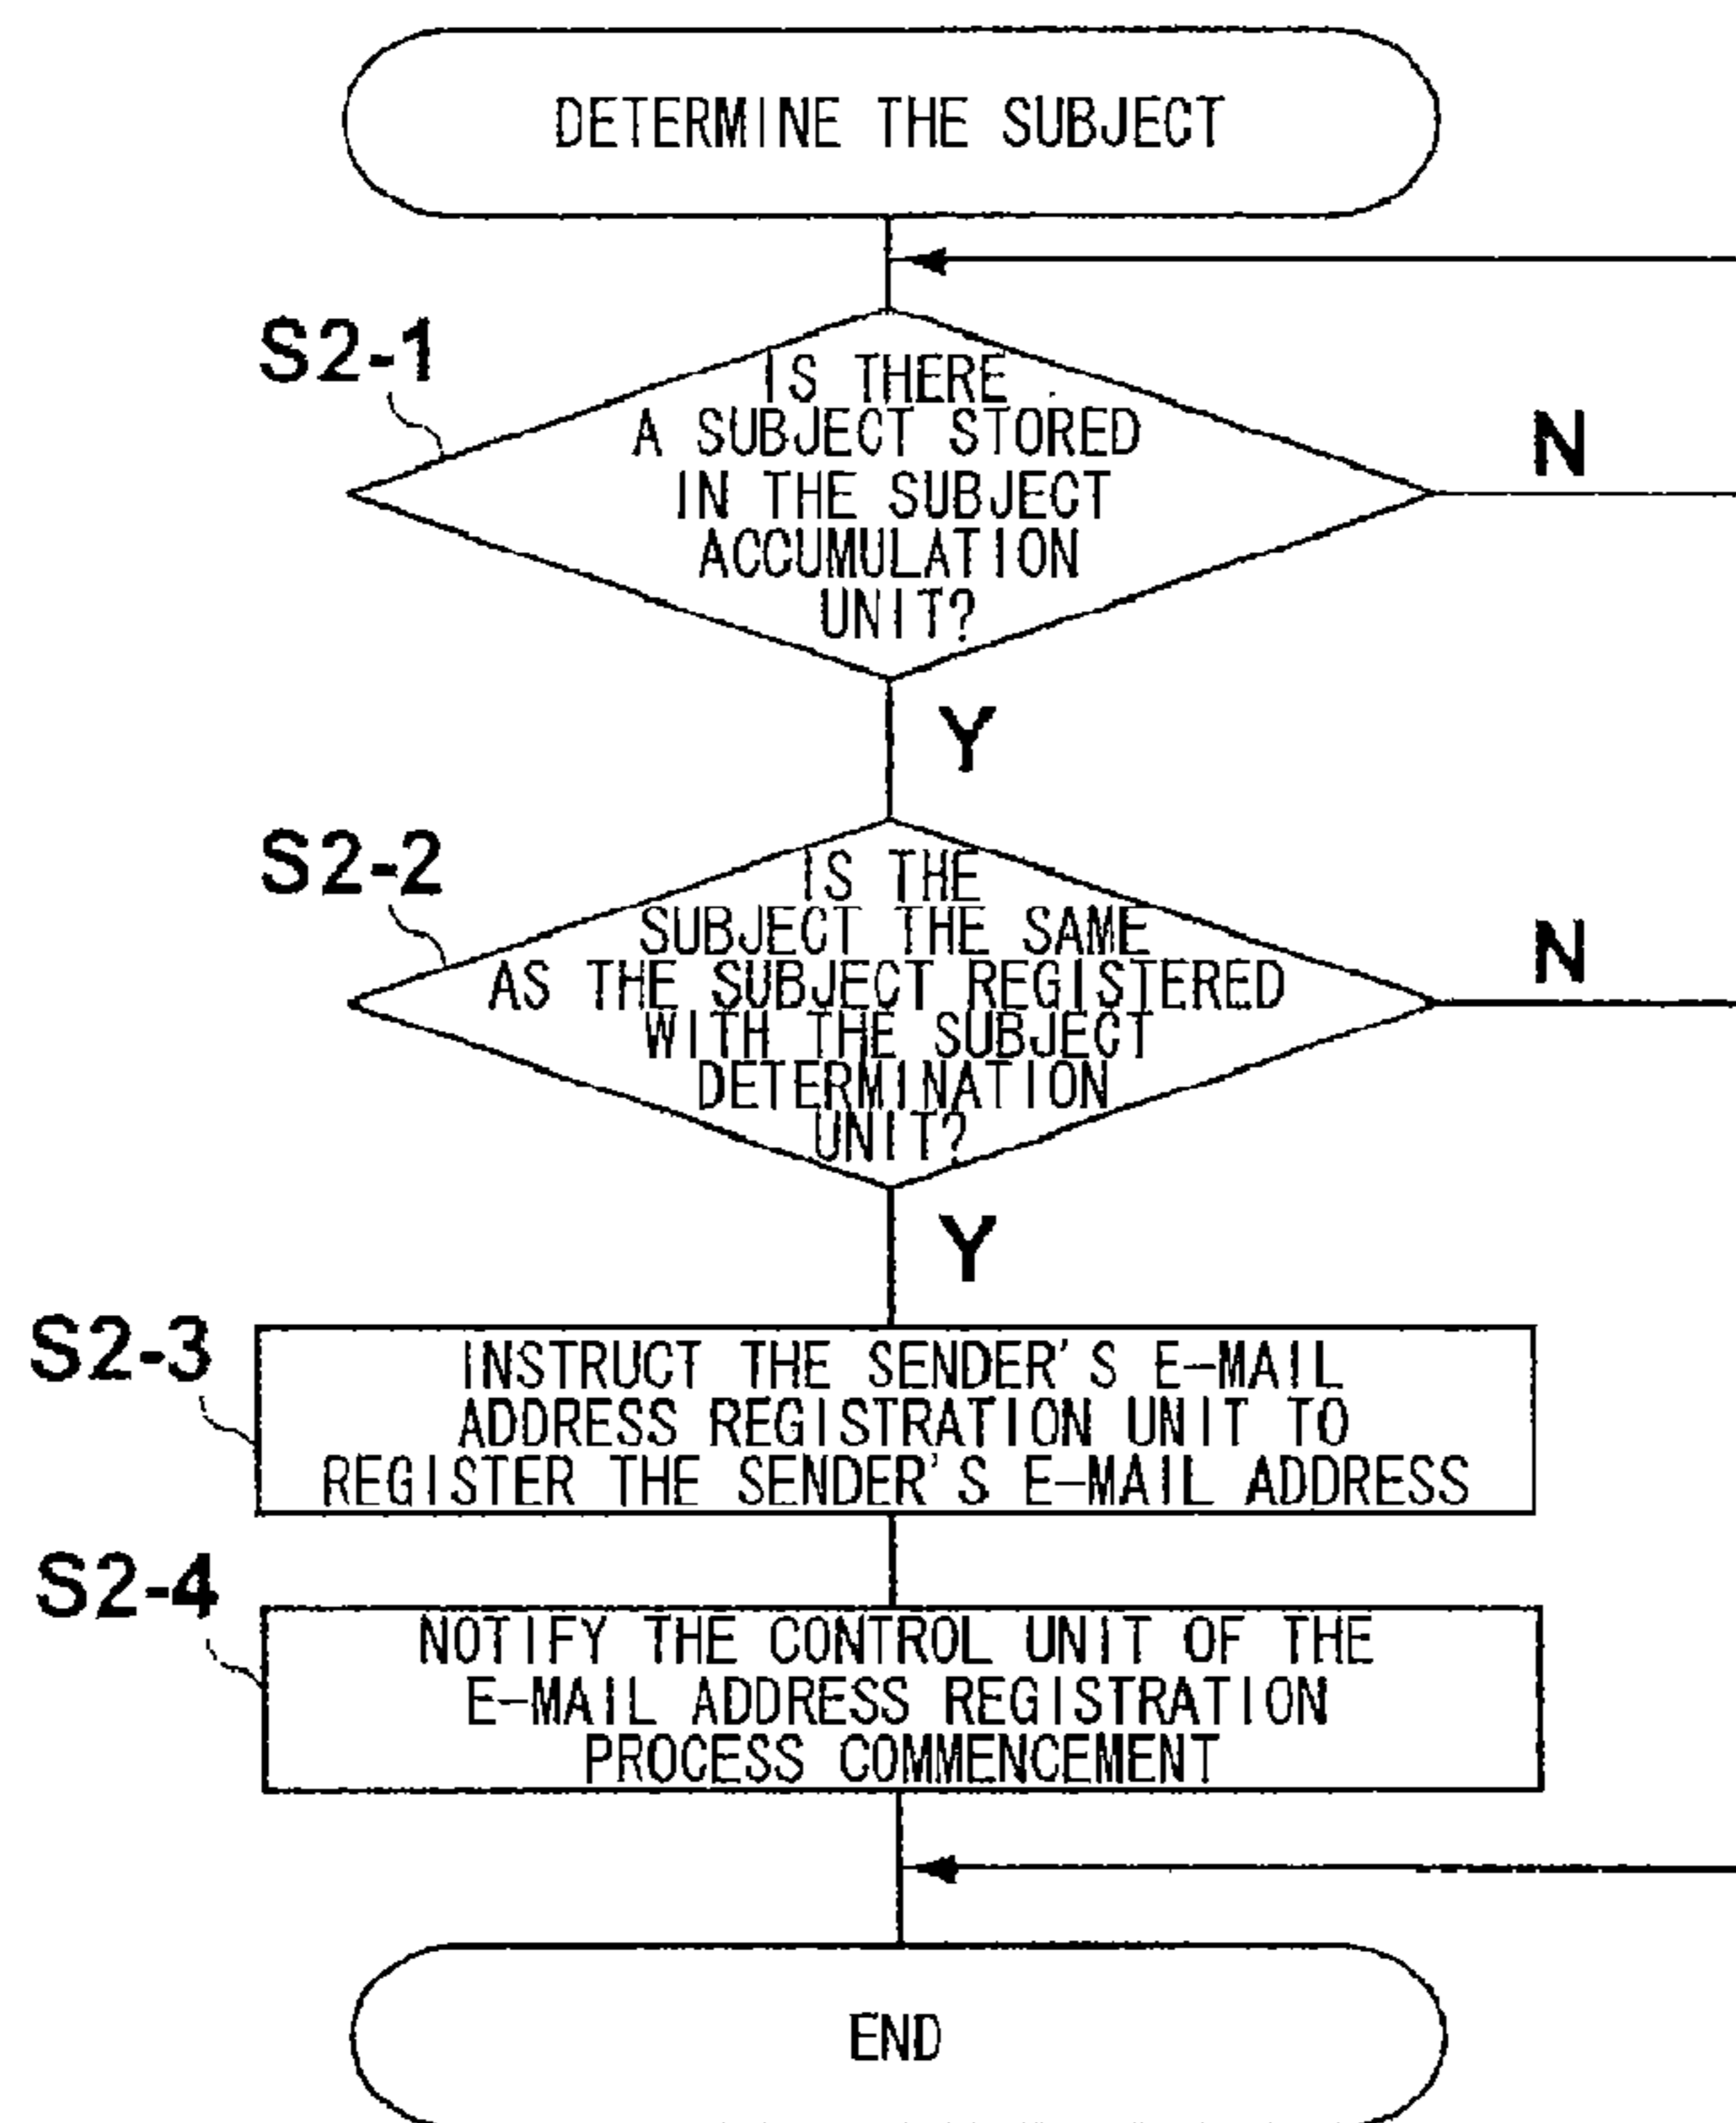 DETERMINE THE SUBJECT
S2-1
IS THERE
A SUBJECT STORED
IN THE SUBJECT
ACCUMULATION
UNIT?
N
Y
S2-2
IS THE
SUBJECT THE SAME
AS THE SUBJECT REGISTERED
WITH THE SUBJECT
DETERMINATION
UNIT?
N
Y
S2-3
INSTRUCT THE SENDER'S E-MAIL
ADDRESS REGISTRATION UNIT TO
REGISTER THE SENDER'S E-MAIL ADDRESS
S2-4
NOTIFY THE CONTROL UNIT OF THE
E-MAIL ADDRESS REGISTRATION
PROCESS COMMENCEMENT
END